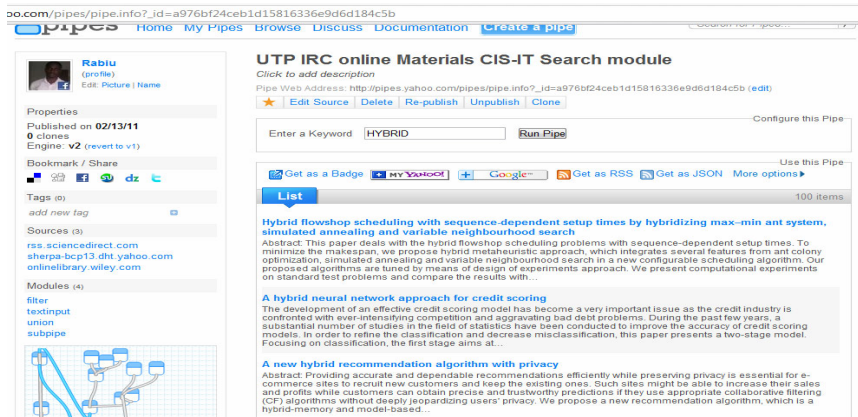 oo.com/pipes/pipe.info?_id=a976bf24ceb1d15816336e9d6d184c5b
pipes Home My Pipes Browse Discuss Documentation Create a pipe Search for Pipes...
Rabiu
(profile)
Edit: Picture | Name
Properties
Published on 02/13/11
0 clones
Engine: v2 (revert to v1)
Bookmark / Share
Tags (0)
add new tag
Sources (3)
rss.sciencedirect.com
sherpa-bcp13.dht.yahoo.com
onlinelibrary.wiley.com
Modules (4)
filter
textinput
union
subpipe
UTP IRC online Materials CIS-IT Search module
Click to add description
Pipe Web Address: http://pipes.yahoo.com/pipes/pipe.info?_id=a976bf24ceb1d15816336e9d6d184c5b (edit)
Edit Source | Delete | Re-publish | Unpublish | Clone
Configure this Pipe
Enter a Keyword HYBRID Run Pipe
Use this Pipe
Get as a Badge + MY YAHOO! + Google™ Get as RSS Get as JSON More options
List 100 items
Hybrid flowshop scheduling with sequence-dependent setup times by hybridizing max–min ant system,
simulated annealing and variable neighbourhood search
Abstract: This paper deals with the hybrid flowshop scheduling problems with sequence-dependent setup times. To
minimize the makespan, we propose hybrid metaheuristic approach, which integrates several features from ant colony
optimization, simulated annealing and variable neighbourhood search in a new configurable scheduling algorithm. Our
proposed algorithms are tuned by means of design of experiments approach. We present computational experiments
on standard test problems and compare the results with...
A hybrid neural network approach for credit scoring
The development of an effective credit scoring model has become a very important issue as the credit industry is
confronted with ever-intensifying competition and aggravating bad debt problems. During the past few years, a
substantial number of studies in the field of statistics have been conducted to improve the accuracy of credit scoring
models. In order to refine the classification and decrease misclassification, this paper presents a two-stage model.
Focusing on classification, the first stage aims at...
A new hybrid recommendation algorithm with privacy
Abstract: Providing accurate and dependable recommendations efficiently while preserving privacy is essential for e-
commerce sites to recruit new customers and keep the existing ones. Such sites might be able to increase their sales
and profits while customers can obtain precise and trustworthy predictions if they use appropriate collaborative filtering
(CF) algorithms without deeply jeopardizing users' privacy. We propose a new recommendation algorithm, which is a
hybrid-memory and model-based...